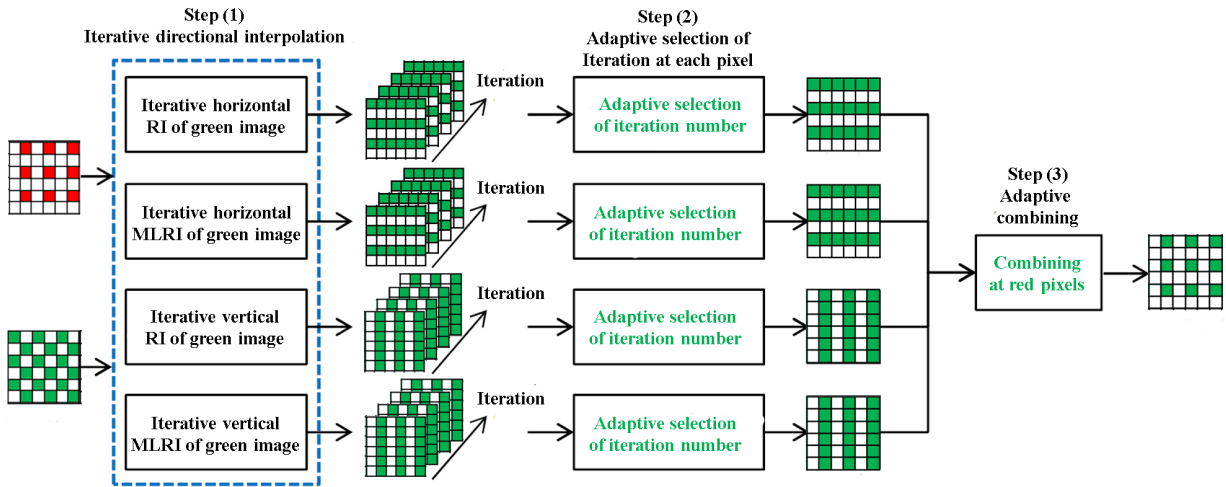 Step (1)
Iterative directional interpolation
Step (2)
Adaptive selection of
Iteration at each pixel
Iterative horizontal
RI of green image
Iteration
Adaptive selection
of iteration number
Iterative horizontal
MLRI of green image
Iteration
Adaptive selection
of iteration number
Step (3)
Adaptive
combining
Combining
at red pixels
Iterative vertical
RI of green image
Iteration
Adaptive selection
of iteration number
Iterative vertical
MLRI of green image
Iteration
Adaptive selection
of iteration number